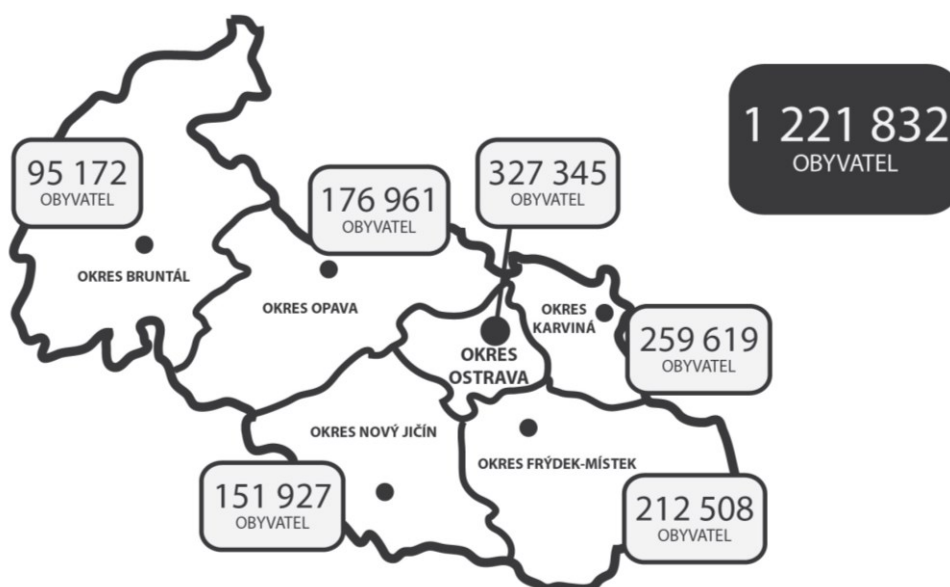 1 221 832
OBYVATEL
95 172
OBYVATEL
176 961
OBYVATEL
327 345
OBYVATEL
OKRES BRUNTÁL
OKRES OPAVA
OKRES
KARVINÁ
259 619
OBYVATEL
OKRES
OSTRAVA
OKRES NOVÝ JIČÍN
OKRES FRÝDEK-MÍSTEK
151 927
OBYVATEL
212 508
OBYVATEL